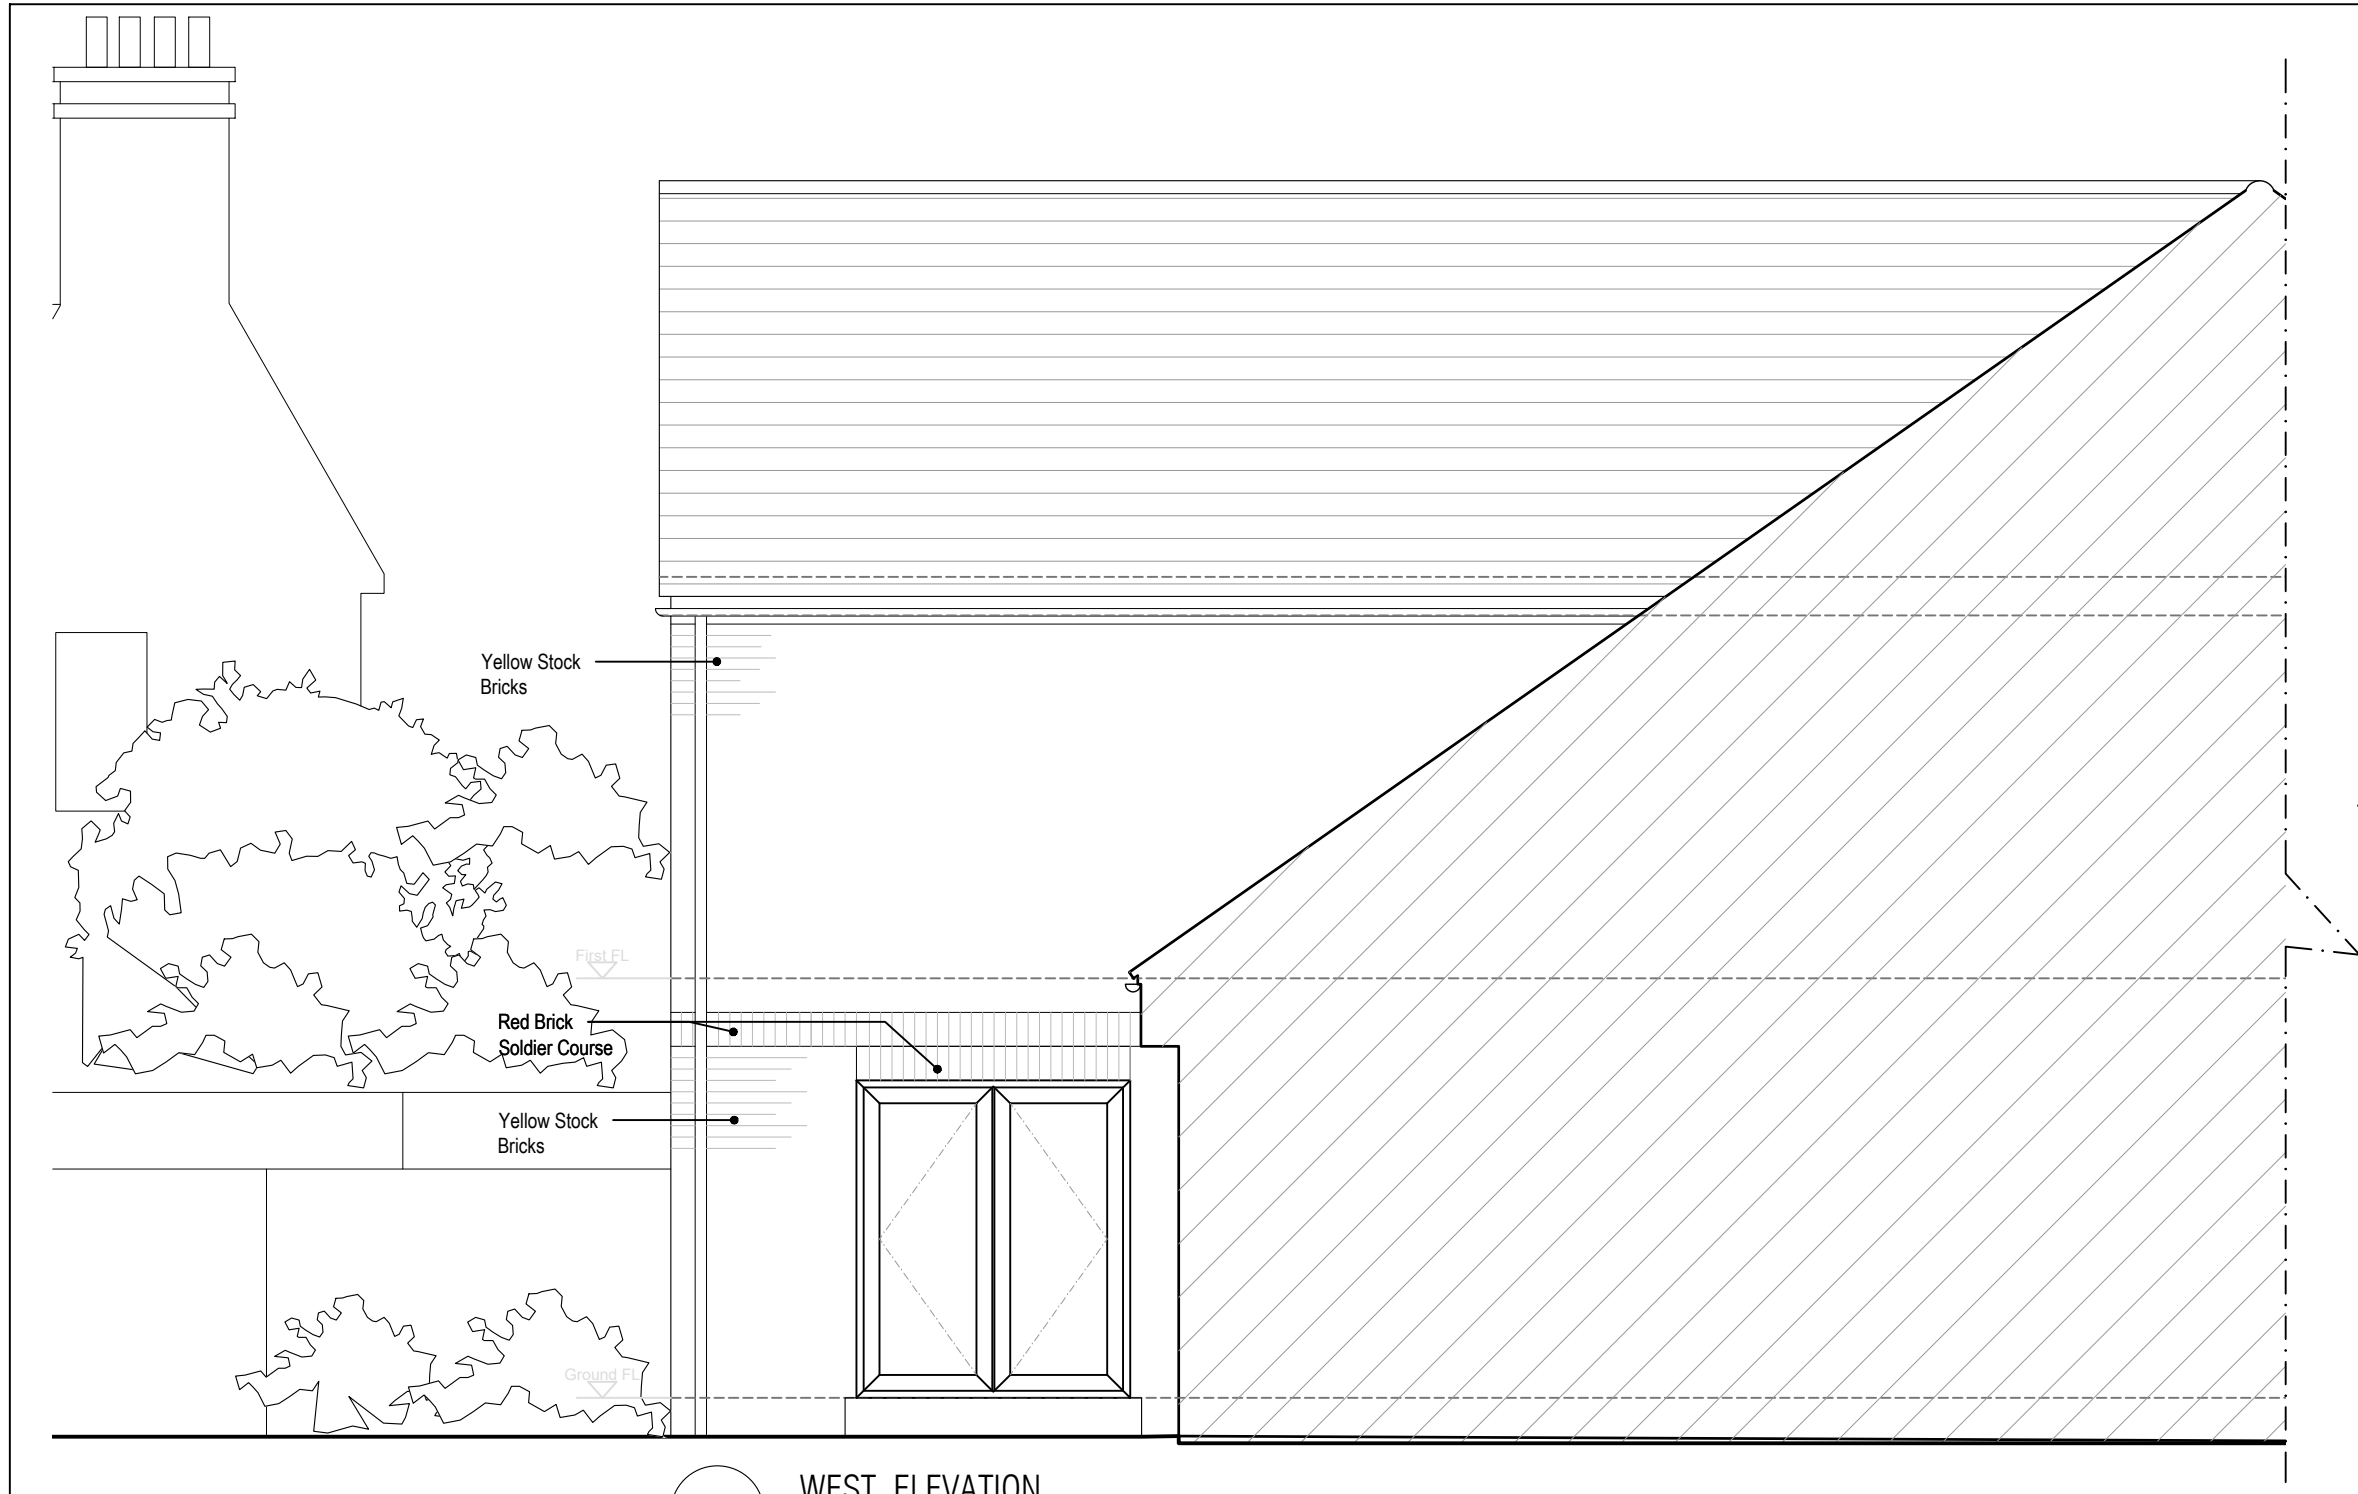 Yellow Stock
Bricks
First FL
Red Brick
Soldier Course
Yellow Stock
Bricks
Ground FL
WEST ELEVATION